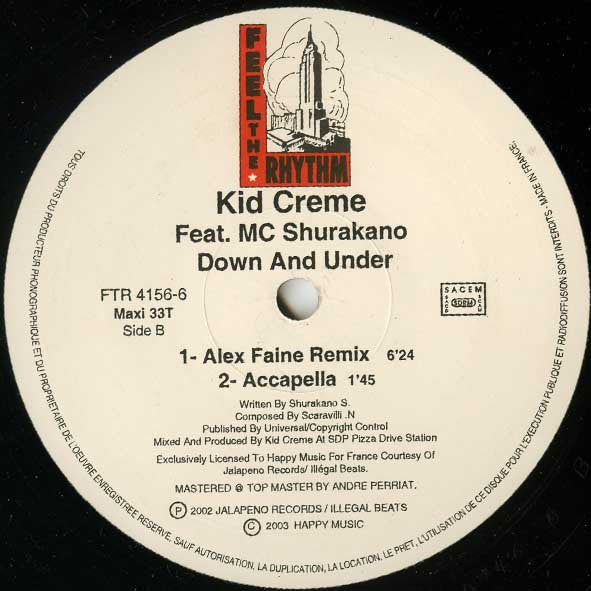 FEEL THE
RHYTHM
Kid Creme
Feat. MC Shurakano
Down And Under
FTR 4156-6
Maxi 33T
Side B
SACEM
SACD
SDRM
SCAM
1- Alex Faine Remix 6'24
2- Accapella 1'45
Written By Shurakano S.
Composed By Scaravilli .N
Published By Universal/Copyright Control
Mixed And Produced By Kid Creme At SDP Pizza Drive Station
Exclusively Licensed To Happy Music For France Courtesy Of
Jalapeno Records/ Illégal Beats.
MASTERED @ TOP MASTER BY ANDRE PERRIAT.
Ⓟ 2002 JALAPENO RECORDS / ILLEGAL BEATS
© 2003 HAPPY MUSIC
TOUS DROITS DU PRODUCTEUR PHONOGRAPHIQUE ET DU PROPRIETAIRE DE L'OEUVRE ENREGISTREE RESERVE, SAUF AUTORISATION, LA DUPLICATION, LA LOCATION, LE PRET, L'UTILISATION DE CE DISQUE POUR L'EXECUTION PUBLIQUE ET RADIODIFFUSION SONT INTERDITS - MADE IN FRANCE.